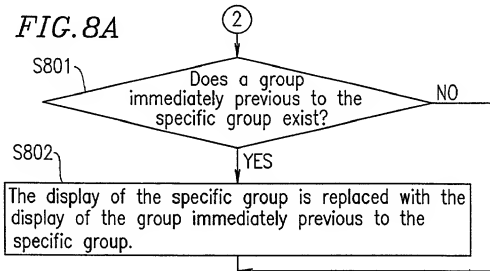 FIG.8A
2
S801
Does a group
immediately previous to the
specific group exist?
NO
YES
S802
The display of the specific group is replaced with the
display of the group immediately previous to the
specific group.